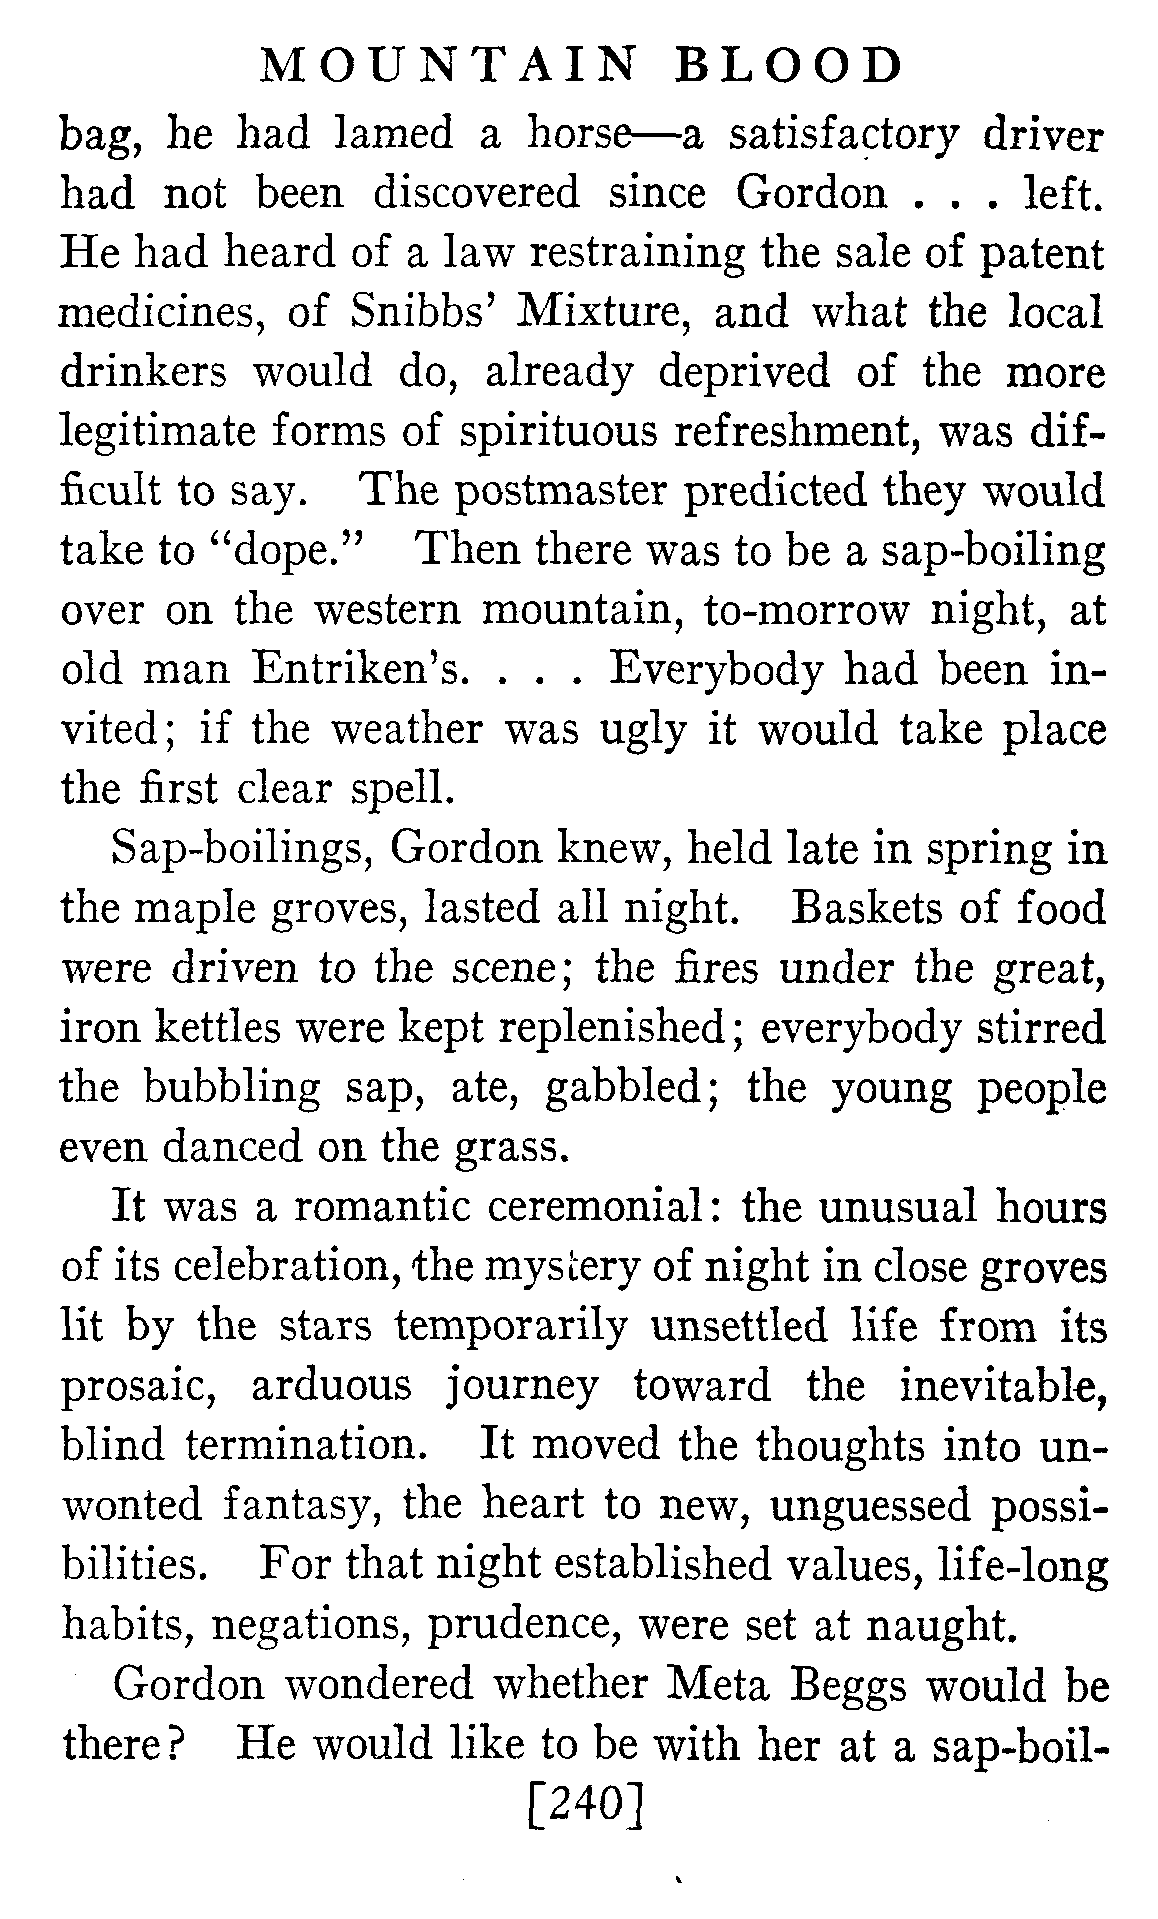 MOUNTAIN BLOOD
bag, he had lamed a horse—a satisfactory driver
had not been discovered since Gordon . . . left.
He had heard of a law restraining the sale of patent
medicines, of Snibbs’ Mixture, and what the local
drinkers would do, already deprived of the more
legitimate forms of spirituous refreshment, was dif-
ficult to say. The postmaster predicted they would
take to “dope.” Then there was to be a sap-boiling
over on the western mountain, to-morrow night, at
old man Entriken’s. . . . Everybody had been in-
vited; if the weather was ugly it would take place
the first clear spell.
Sap-boilings, Gordon knew, held late in spring in
the maple groves, lasted all night. Baskets of food
were driven to the scene; the fires under the great,
iron kettles were kept replenished; everybody stirred
the bubbling sap, ate, gabbled; the young people
even danced on the grass.
It was a romantic ceremonial: the unusual hours
of its celebration, the mystery of night in close groves
lit by the stars temporarily unsettled life from its
prosaic, arduous journey toward the inevitable,
blind termination. It moved the thoughts into un-
wonted fantasy, the heart to new, unguessed possi-
bilities. For that night established values, life-long
habits, negations, prudence, were set at naught.
Gordon wondered whether Meta Beggs would be
there? He would like to be with her at a sap-boil-
[240]